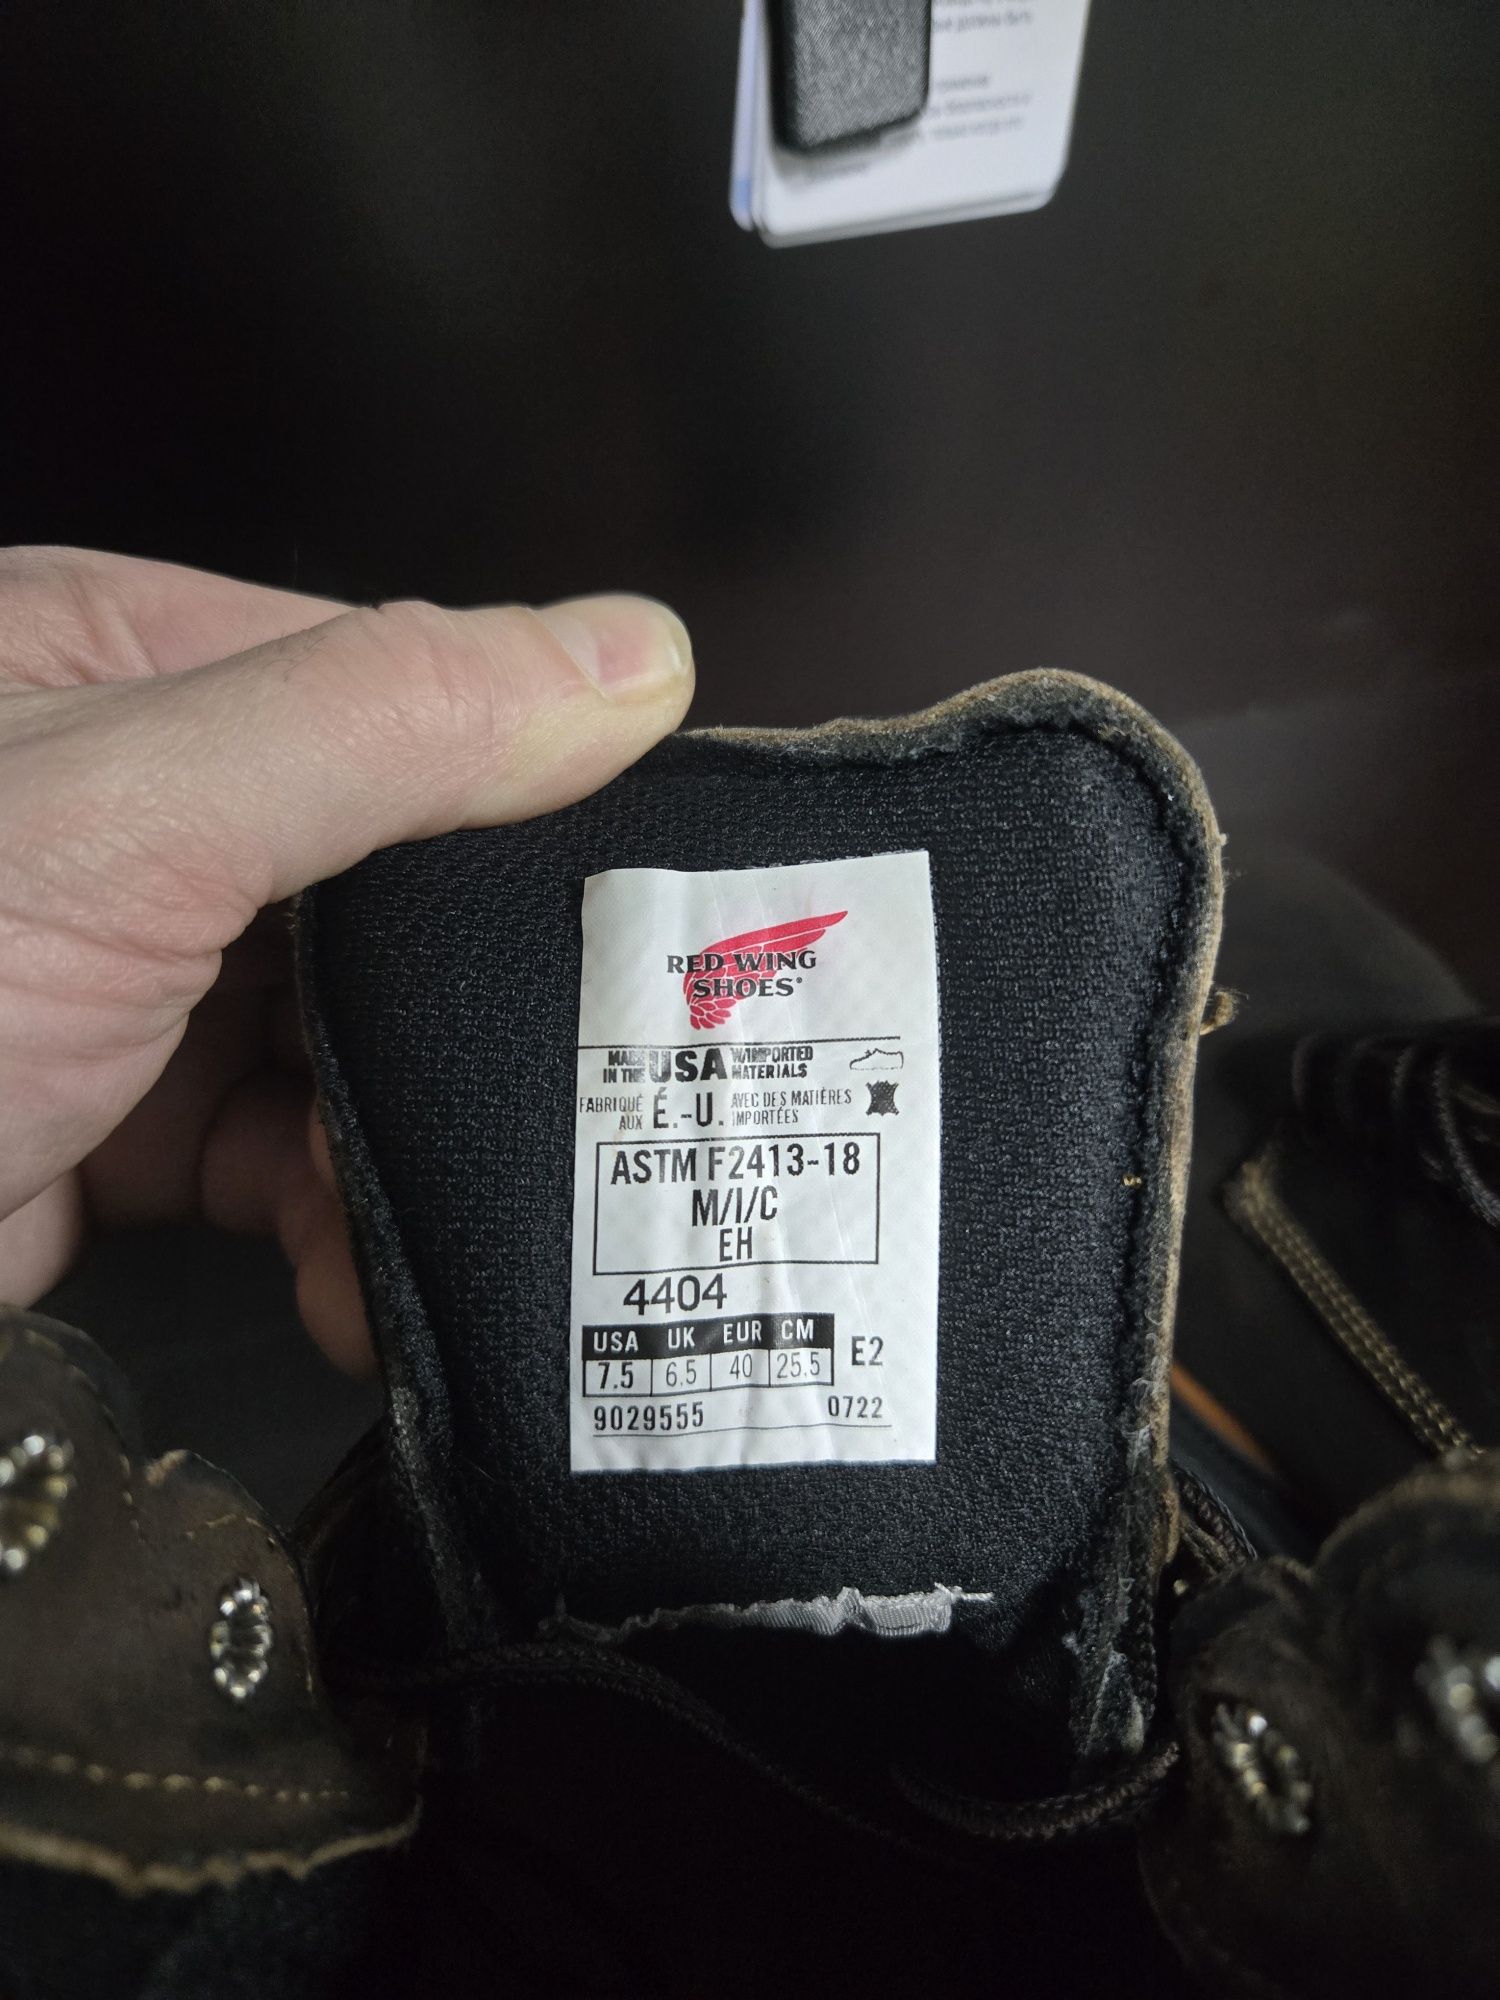 RED WING
SHOES®
MADE IN THE USA W/IMPORTED MATERIALS
FABRIQUÉ AUX É.-U. AVEC DES MATIÈRES IMPORTÉES
ASTM F2413-18
M/I/C
EH
4404
USA UK EUR CM
7.5 6.5 40 25.5 E2
9029555 0722